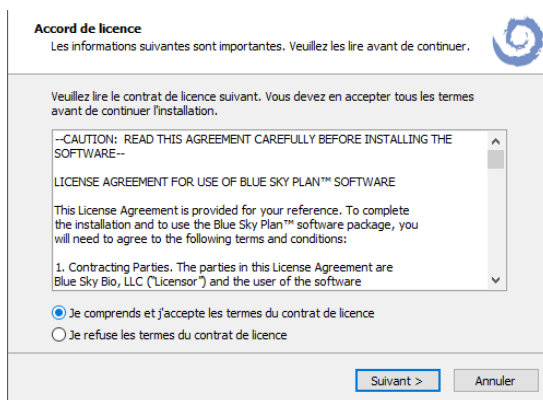 Accord de licence
Les informations suivantes sont importantes. Veuillez les lire avant de continuer.
Veuillez lire le contrat de licence suivant. Vous devez en accepter tous les termes
avant de continuer l'installation.
--CAUTION:  READ THIS AGREEMENT CAREFULLY BEFORE INSTALLING THE
SOFTWARE--
LICENSE AGREEMENT FOR USE OF BLUE SKY PLAN™ SOFTWARE
This License Agreement is provided for your reference. To complete
the installation and to use the Blue Sky Plan™ software package, you
will need to agree to the following terms and conditions:
1. Contracting Parties. The parties in this License Agreement are
Blue Sky Bio, LLC ("Licensor") and the user of the software
Je comprends et j'accepte les termes du contrat de licence
Je refuse les termes du contrat de licence
Suivant >
Annuler